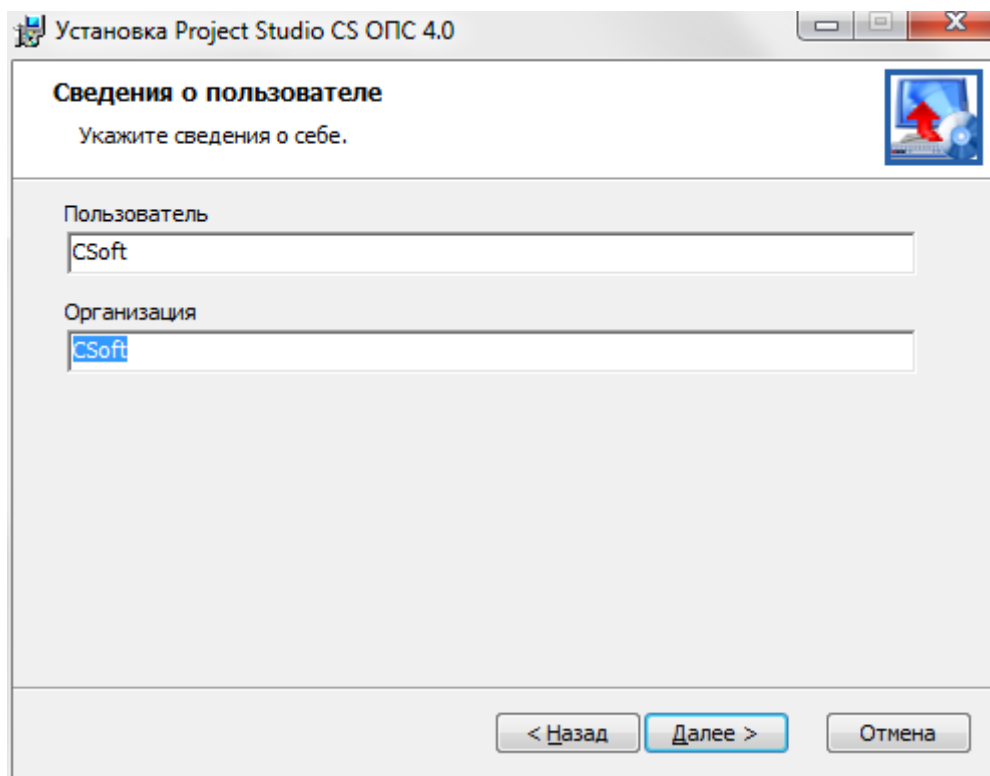 Установка Project Studio CS ОПС 4.0
Сведения о пользователе
Укажите сведения о себе.
Пользователь
CSoft
Организация
CSoft
< Назад
Далее >
Отмена